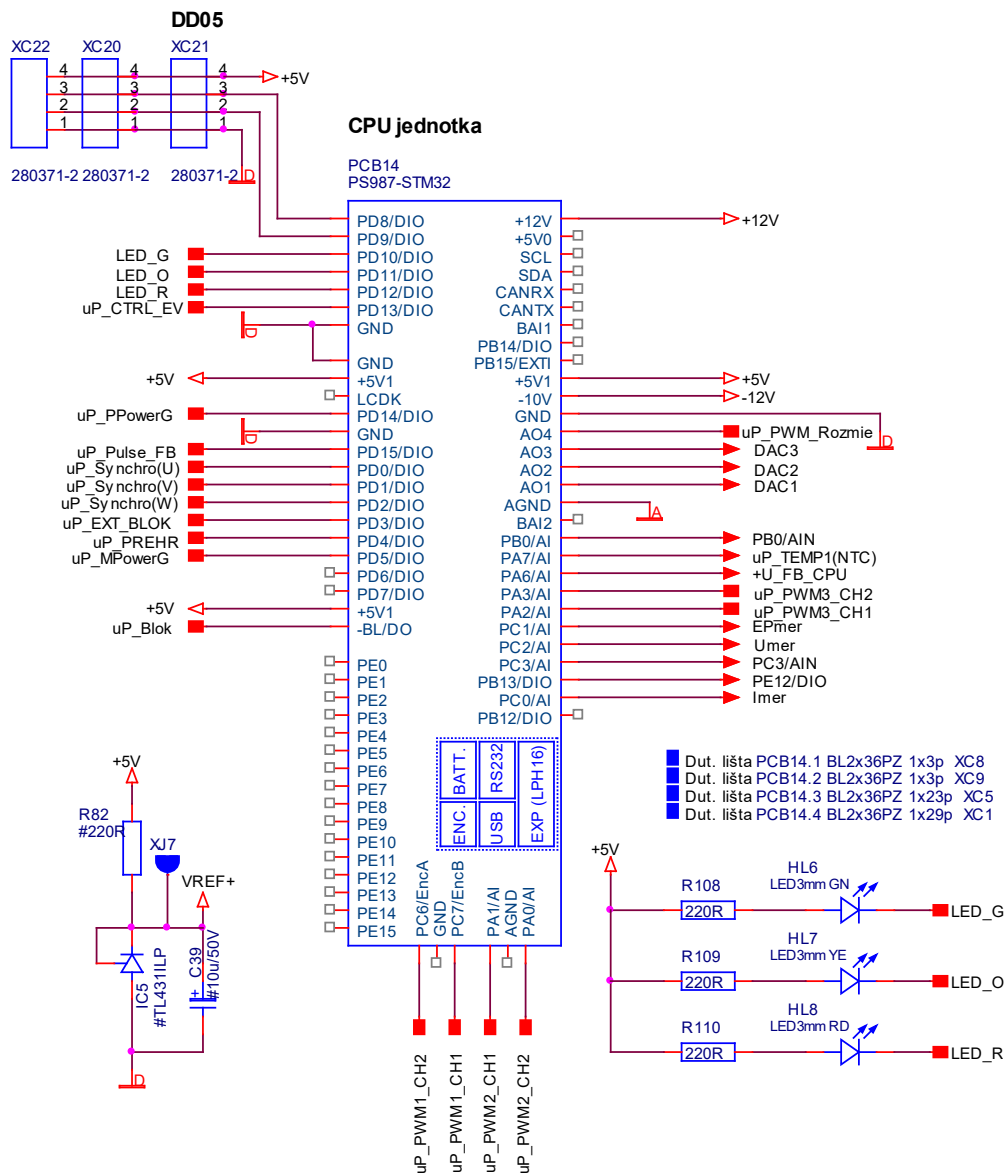 DD05
XC22 XC20 XC21
4 4 4
3 3 3
2 2 2
1 1 1
+5V
D
280371-2 280371-2 280371-2
CPU jednotka
PCB14
PS987-STM32
PD8/DIO
PD9/DIO
LED_G PD10/DIO
LED_O PD11/DIO
LED_R PD12/DIO
uP_CTRL_EV PD13/DIO
D GND
GND
+5V +5V1
LCDK
uP_PPowerG PD14/DIO
D GND
uP_Pulse_FB PD15/DIO
uP_Synchro(U) PD0/DIO
uP_Synchro(V) PD1/DIO
uP_Synchro(W) PD2/DIO
uP_EXT_BLOK PD3/DIO
uP_PREHR PD4/DIO
uP_MPowerG PD5/DIO
PD6/DIO
PD7/DIO
+5V +5V1
uP_Blok -BL/DO
PE0
PE1
PE2
PE3
PE4
PE5
PE6
PE7
PE8
PE9
PE10
PE11
PE12
PE13
PE14
PE15
+12V +12V
+5V0
SCL
SDA
CANRX
CANTX
BAI1
PB14/DIO
PB15/EXTI
+5V1 +5V
-10V -12V
GND D
AO4 uP_PWM_Rozmie
AO3 DAC3
AO2 DAC2
AO1 DAC1
AGND A
BAI2
PB0/AI PB0/AIN
PA7/AI uP_TEMP1(NTC)
PA6/AI +U_FB_CPU
PA3/AI uP_PWM3_CH2
PA2/AI uP_PWM3_CH1
PC1/AI EPmer
PC2/AI Umer
PC3/AI PC3/AIN
PB13/DIO PE12/DIO
PC0/AI Imer
PB12/DIO
BATT. RS232 EXP (LPH16)
ENC. USB
PC6/EncA
GND
PC7/EncB
PA1/AI
AGND
PA0/AI
uP_PWM1_CH2
uP_PWM1_CH1
uP_PWM2_CH1
uP_PWM2_CH2
+5V
R82
#220R
XJ7
VREF+
IC5
#TL431ILP
C39
#10u/50V
+
D
Dut. lišta PCB14.1 BL2x36PZ 1x3p XC8
Dut. lišta PCB14.2 BL2x36PZ 1x3p XC9
Dut. lišta PCB14.3 BL2x36PZ 1x23p XC5
Dut. lišta PCB14.4 BL2x36PZ 1x29p XC1
+5V
R108 HL6
220R LED3mm GN LED_G
R109 HL7
220R LED3mm YE LED_O
R110 HL8
220R LED3mm RD LED_R